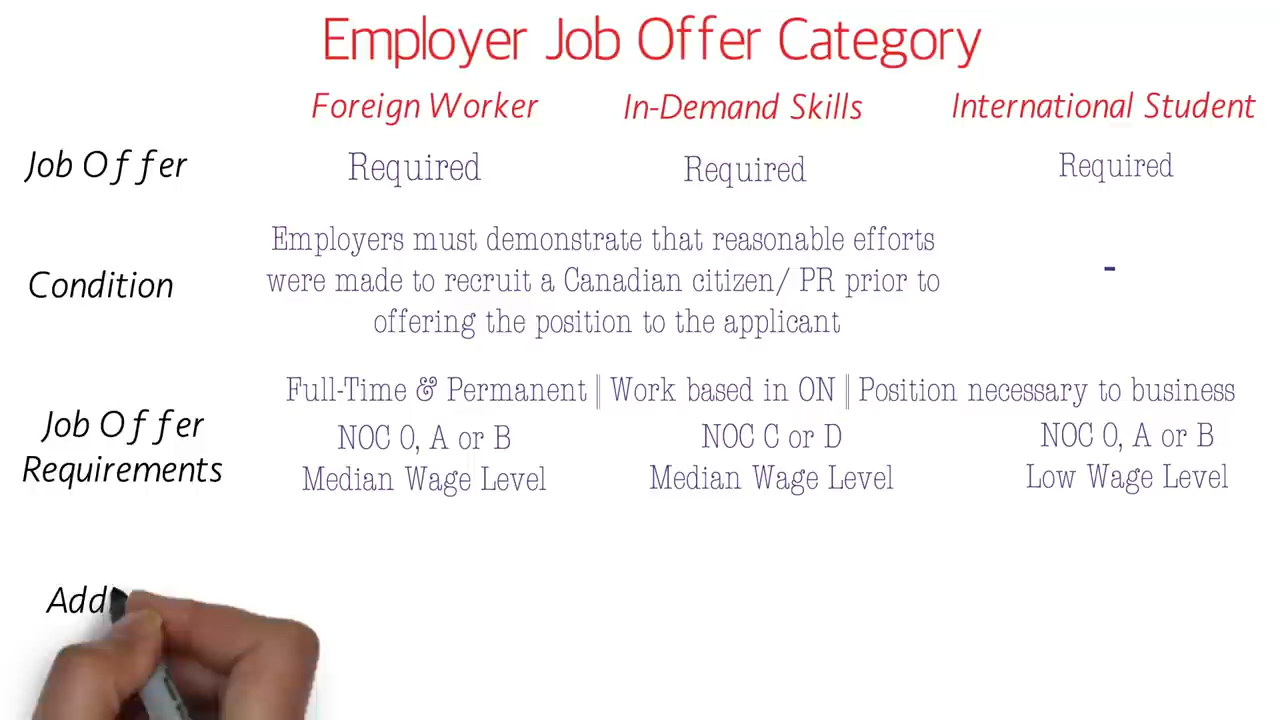 Employer Job Offer Category
Foreign Worker In-Demand Skills International Student
Job Offer Required Required Required
Employers must demonstrate that reasonable efforts
were made to recruit a Canadian citizen/ PR prior to
offering the position to the applicant
Condition -
Full-Time & Permanent || Work based in ON || Position necessary to business
Job Offer
Requirements
NOC 0, A or B NOC C or D NOC 0, A or B
Median Wage Level Median Wage Level Low Wage Level
Add